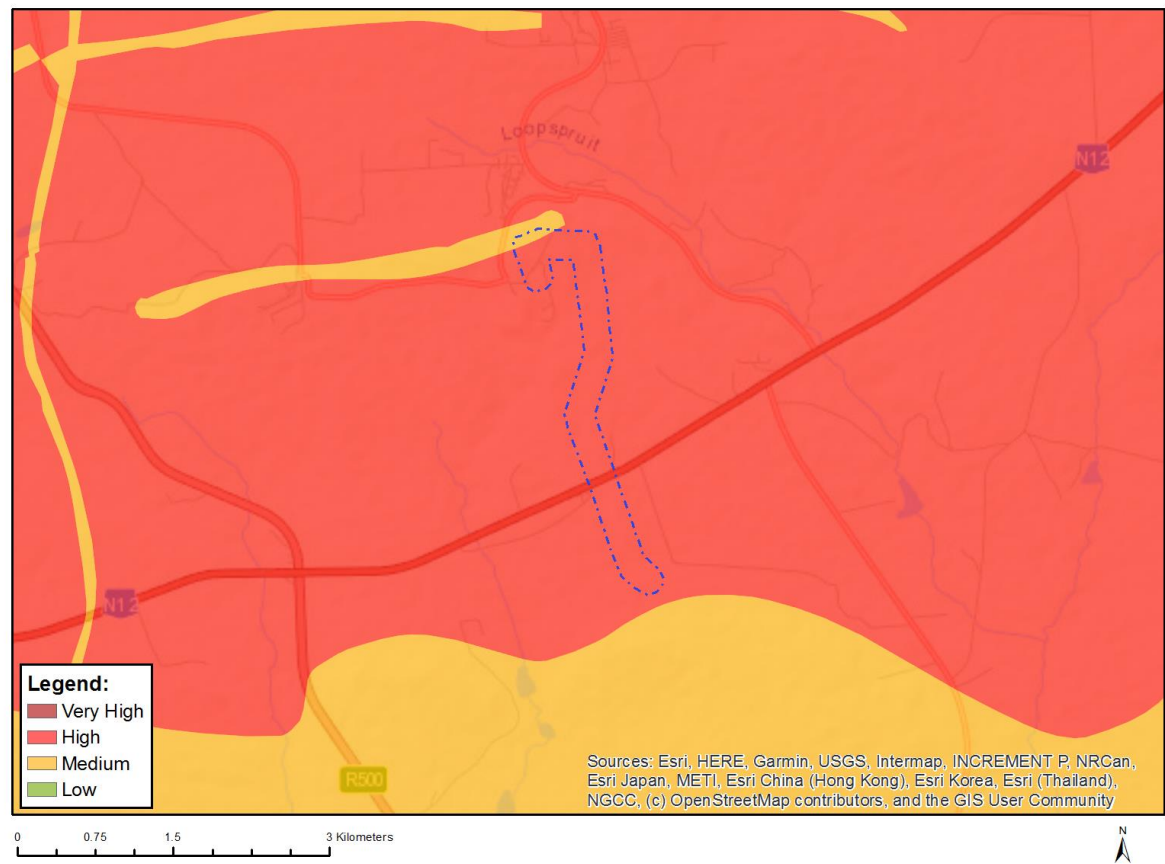 Loopspruit
N12
N12
R500
Legend:
Very High
High
Medium
Low
Sources: Esri, HERE, Garmin, USGS, Intermap, INCREMENT P, NRCan,
Esri Japan, METI, Esri China (Hong Kong), Esri Korea, Esri (Thailand),
NGCC, (c) OpenStreetMap contributors, and the GIS User Community
0 0.75 1.5 3 Kilometers
N